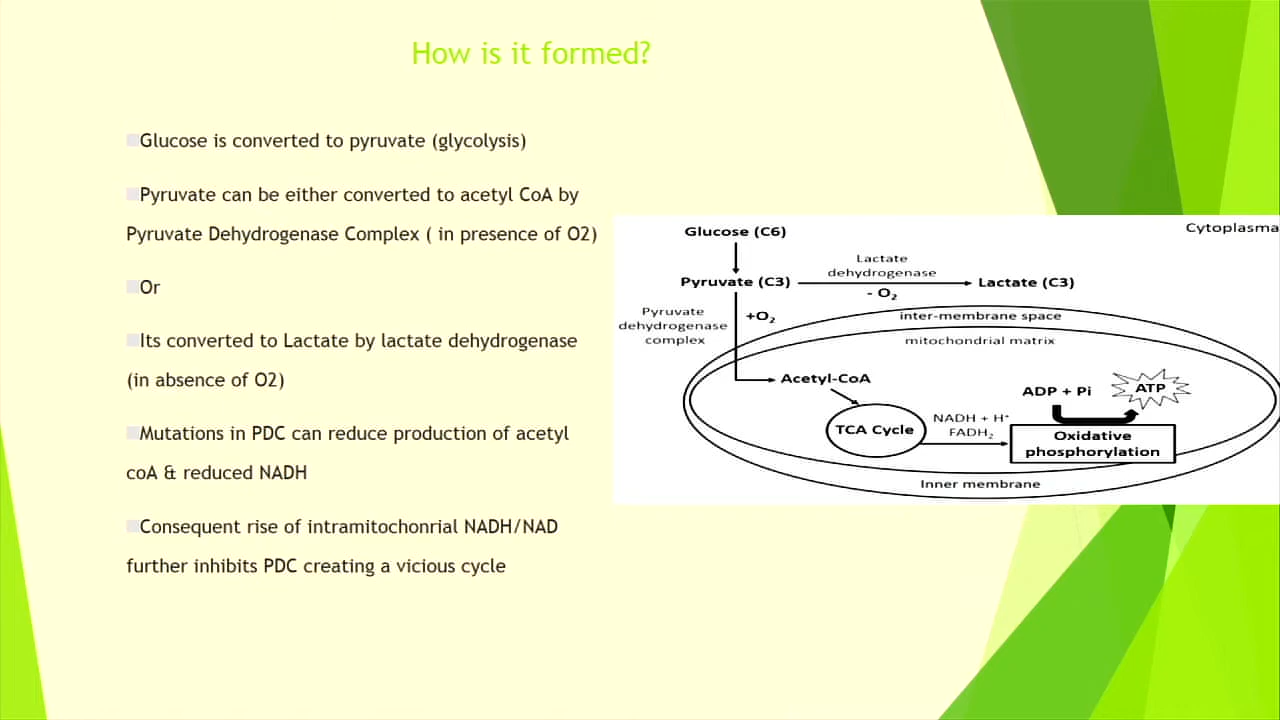 How is it formed?
Glucose is converted to pyruvate (glycolysis)
Pyruvate can be either converted to acetyl CoA by
Pyruvate Dehydrogenase Complex ( in presence of O2)
Or
Its converted to Lactate by lactate dehydrogenase
(in absence of O2)
Mutations in PDC can reduce production of acetyl
coA & reduced NADH
Consequent rise of intramitochonrial NADH/NAD
further inhibits PDC creating a vicious cycle
Cytoplasma
Glucose (C6)
Pyruvate (C3)
Lactate
dehydrogenase
- O₂
Lactate (C3)
Pyruvate
dehydrogenase
complex
+O₂
inter-membrane space
mitochondrial matrix
Acetyl-CoA
TCA Cycle
NADH + H⁺
FADH₂
ADP + Pi
ATP
Oxidative
phosphorylation
Inner membrane